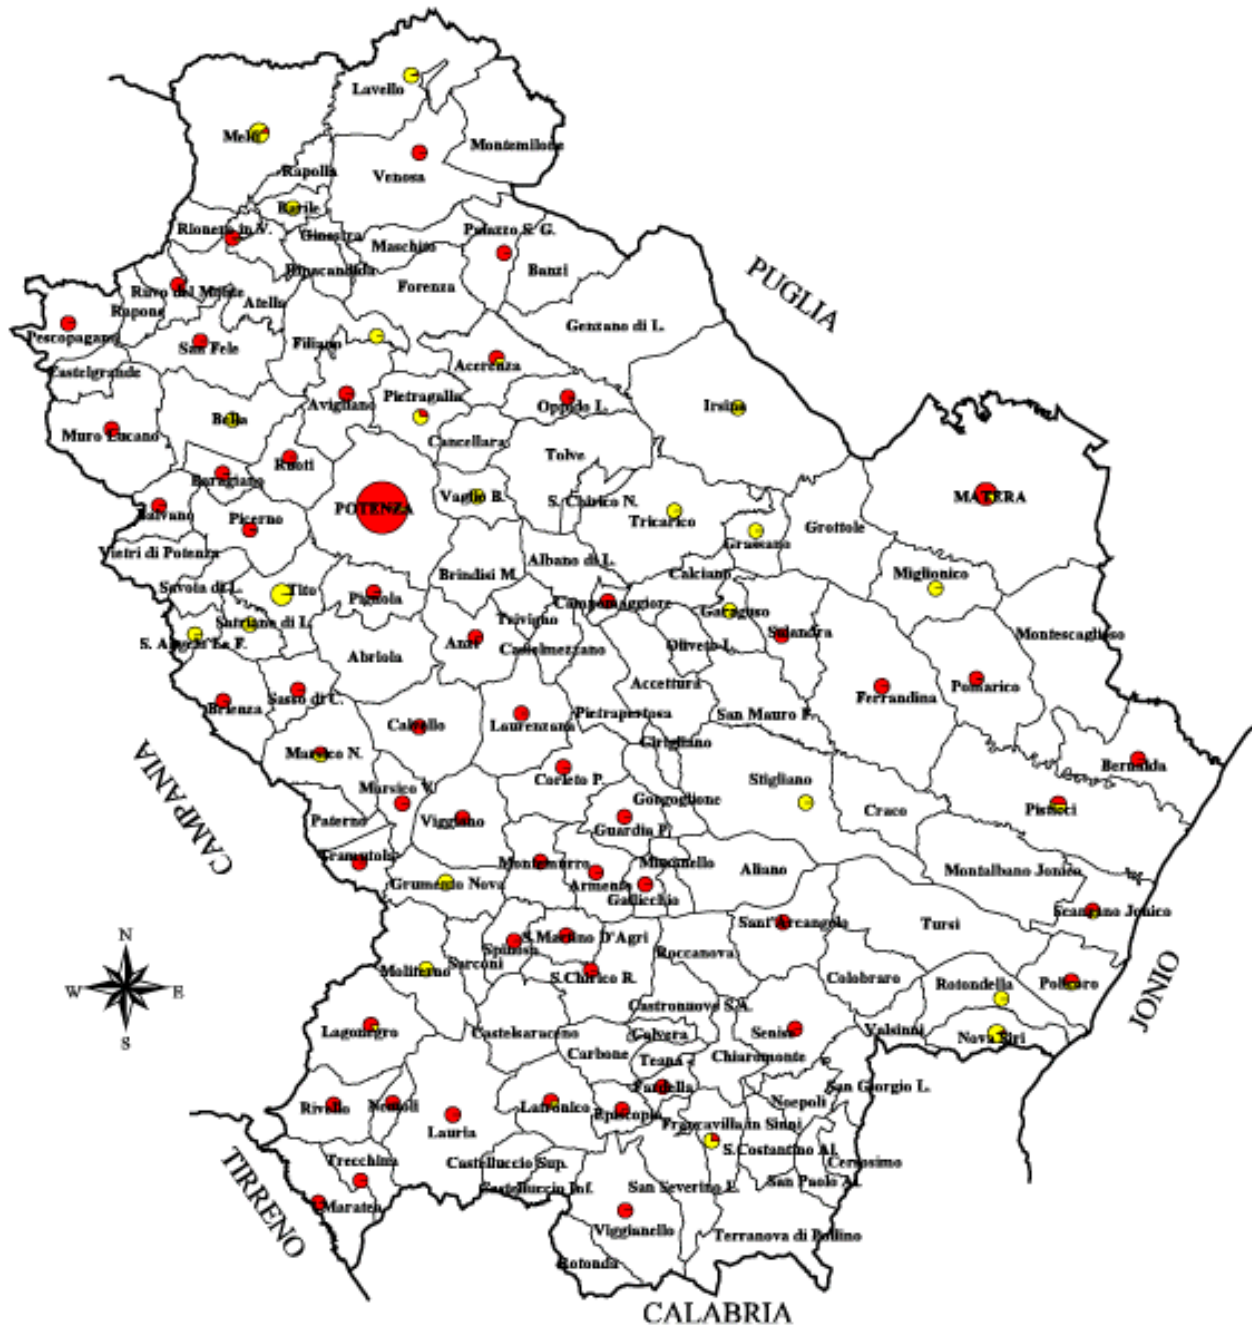 Lavello
Melfi
Montemilone
Rapolla
Venosa
Barile
Rionero in V.
Ginestra
Palazzo S. G.
Maschito
Ripacandida
Banzi
PUGLIA
Forenza
Ruvo del Monte
Atella
Rapone
Genzano di L.
Pescopagano
San Fele
Filiano
Acerenza
Castelgrande
Pietragalla
Avigliano
Oppido L.
Irsina
Bella
Muro Lucano
Cancellara
Tolve
Ruoti
Baragiano
Vaglio B.
S. Chirico N.
MATERA
POTENZA
Balvano
Picerno
Tricarico
Grottole
Grassano
Vietri di Potenza
Albano di L.
Brindisi M.
Calciano
Miglionico
Savoia di L.
Tito
Pignola
Campomaggiore
Garaguso
Satriano di L.
Trivigno
Salandra
Montescaglioso
S. Angelo Le F.
Anzi
Castelmezzano
Oliveto L.
Abriola
Accettura
Pomarico
Sasso di C.
Ferrandina
Brienza
Pietrapertosa
San Mauro F.
Calvello
Laurenzana
Cirigliano
CAMPANIA
Marsico N.
Bernalda
Corleto P.
Stigliano
Marsico V.
Gorgoglione
Pisticci
Paterno
Viggiano
Guardia P.
Craco
Tramutola
Montemurro
Missanello
Aliano
Montalbano Jonico
Grumento Nova
Armento
Gallicchio
Scanzano Jonico
Sant'Arcangelo
Tursi
S.Martino D'Agri
Spinoso
Roccanova
N
Sarconi
Moliterno
S.Chirico R.
Colobraro
Rotondella
Policoro
W
E
JONIO
Castronuovo S.A.
Lagonegro
Castelsaraceno
Calvera
Senise
Valsinni
Nova Siri
S
Carbone
Teana
Chiaromonte
Fardella
San Giorgio L.
Noepoli
Rivello
Nemoli
Latronico
Episcopia
Francavilla in Sinni
Lauria
S.Costantino Al.
Trecchina
Castelluccio Sup.
Cersosimo
TIRRENO
Castelluccio Inf.
San Severino L.
San Paolo Al.
Maratea
Viggianello
Terranova di Pollino
Rotonda
CALABRIA